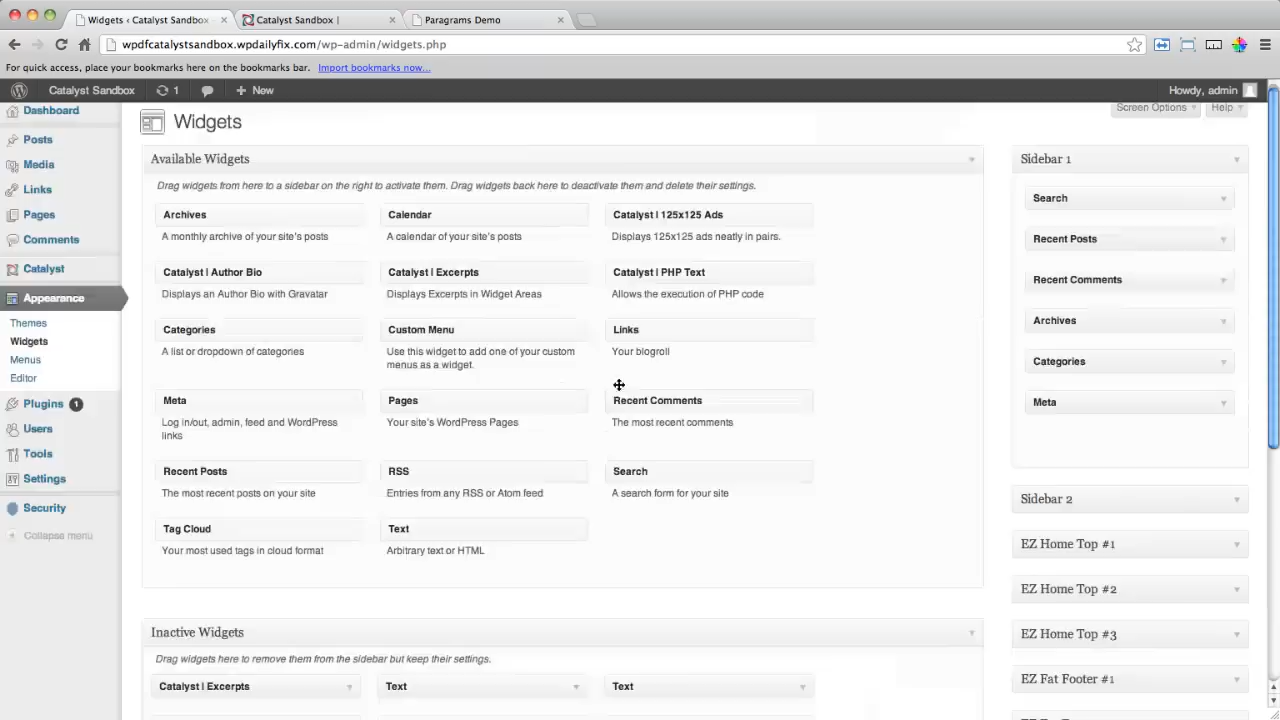 Widgets ‹ Catalyst Sandbox
Catalyst Sandbox |
Paragrams Demo
wpdfcatalystsandbox.wpdailyfix.com/wp-admin/widgets.php
For quick access, place your bookmarks here on the bookmarks bar. Import bookmarks now...
Catalyst Sandbox 1 New
Howdy, admin
Dashboard
Posts
Media
Links
Pages
Comments
Catalyst
Appearance
Themes
Widgets
Menus
Editor
Plugins 1
Users
Tools
Settings
Security
Collapse menu
Screen Options
Help
Widgets
Available Widgets
Drag widgets from here to a sidebar on the right to activate them. Drag widgets back here to deactivate them and delete their settings.
Archives
A monthly archive of your site's posts
Calendar
A calendar of your site's posts
Catalyst | 125x125 Ads
Displays 125x125 ads neatly in pairs.
Catalyst | Author Bio
Displays an Author Bio with Gravatar
Catalyst | Excerpts
Displays Excerpts in Widget Areas
Catalyst | PHP Text
Allows the execution of PHP code
Categories
A list or dropdown of categories
Custom Menu
Use this widget to add one of your custom
menus as a widget.
Links
Your blogroll
Meta
Log in/out, admin, feed and WordPress
links
Pages
Your site's WordPress Pages
Recent Comments
The most recent comments
Recent Posts
The most recent posts on your site
RSS
Entries from any RSS or Atom feed
Search
A search form for your site
Tag Cloud
Your most used tags in cloud format
Text
Arbitrary text or HTML
Inactive Widgets
Drag widgets here to remove them from the sidebar but keep their settings.
Catalyst | Excerpts
Text
Text
Sidebar 1
Search
Recent Posts
Recent Comments
Archives
Categories
Meta
Sidebar 2
EZ Home Top #1
EZ Home Top #2
EZ Home Top #3
EZ Fat Footer #1